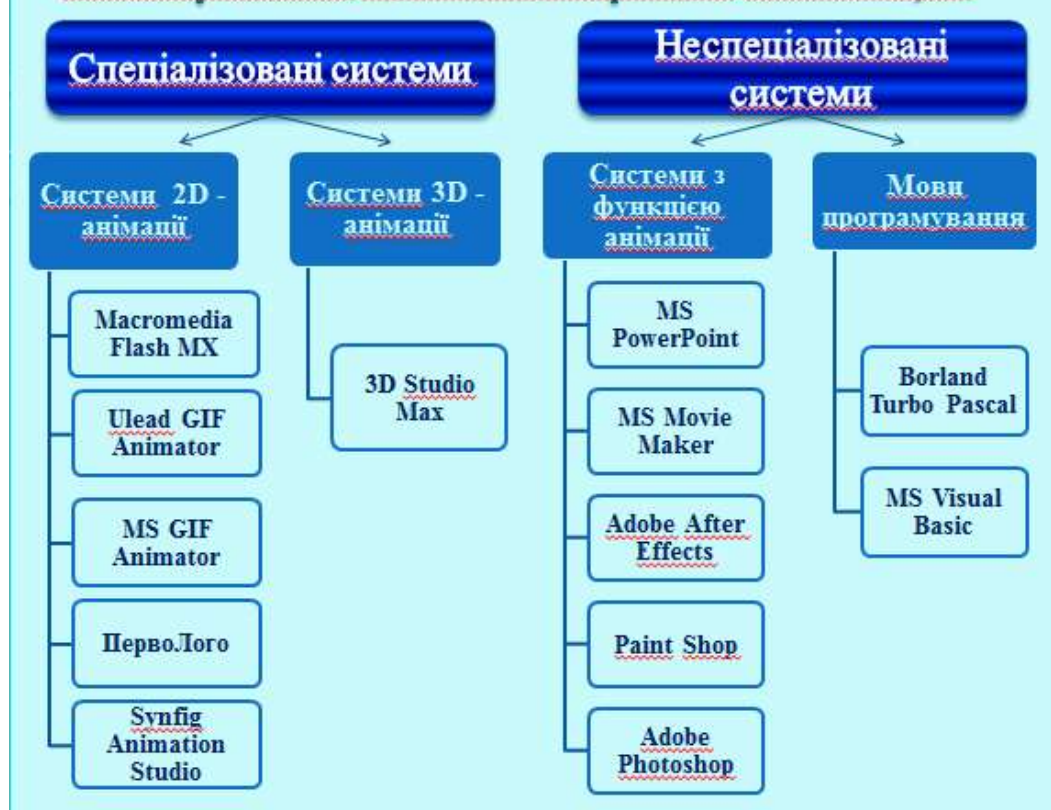 Спеціалізовані системи
Неспеціалізовані
системи
Системи 2D -
анімації
Macromedia
Flash MX
Ulead GIF
Animator
MS GIF
Animator
ПервоЛого
Synfig
Animation
Studio
Системи 3D -
анімації
3D Studio
Max
Системи з
функцією
анімації
MS
PowerPoint
MS Movie
Maker
Adobe After
Effects
Paint Shop
Adobe
Photoshop
Мови
програмування
Borland
Turbo Pascal
MS Visual
Basic